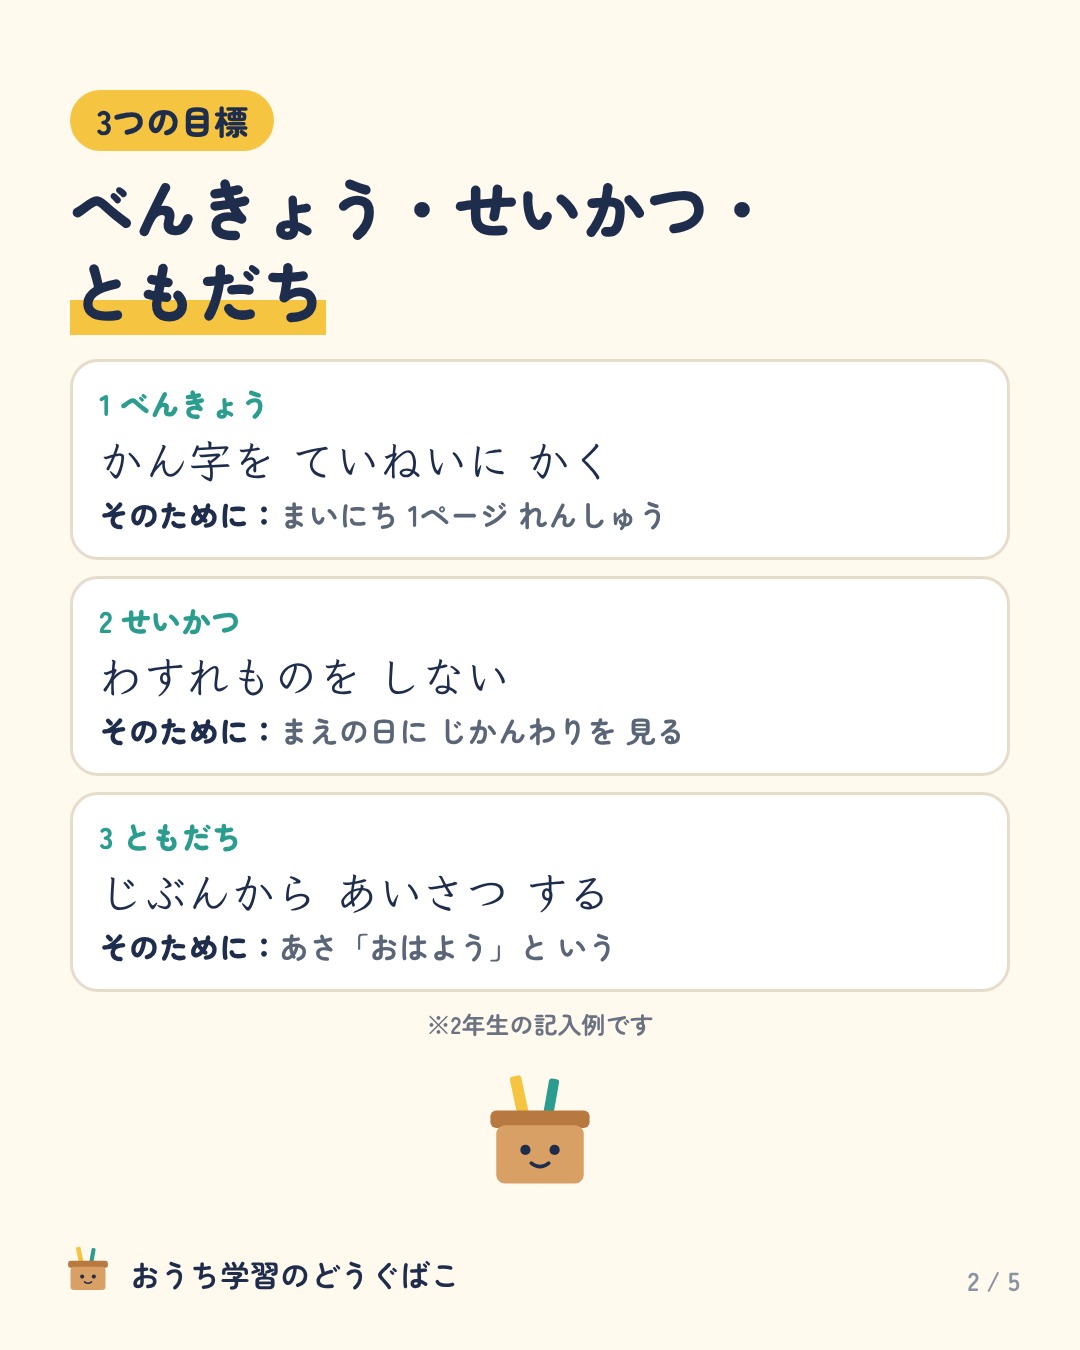 3つの目標
べんきょう・せいかつ・
ともだち
1 べんきょう
かん字を ていねいに かく
そのために：まいにち 1ページ れんしゅう
2 せいかつ
わすれものを しない
そのために：まえの日に じかんわりを 見る
3 ともだち
じぶんから あいさつ する
そのために：あさ「おはよう」と いう
※2年生の記入例です
おうち学習のどうぐばこ
2 / 5